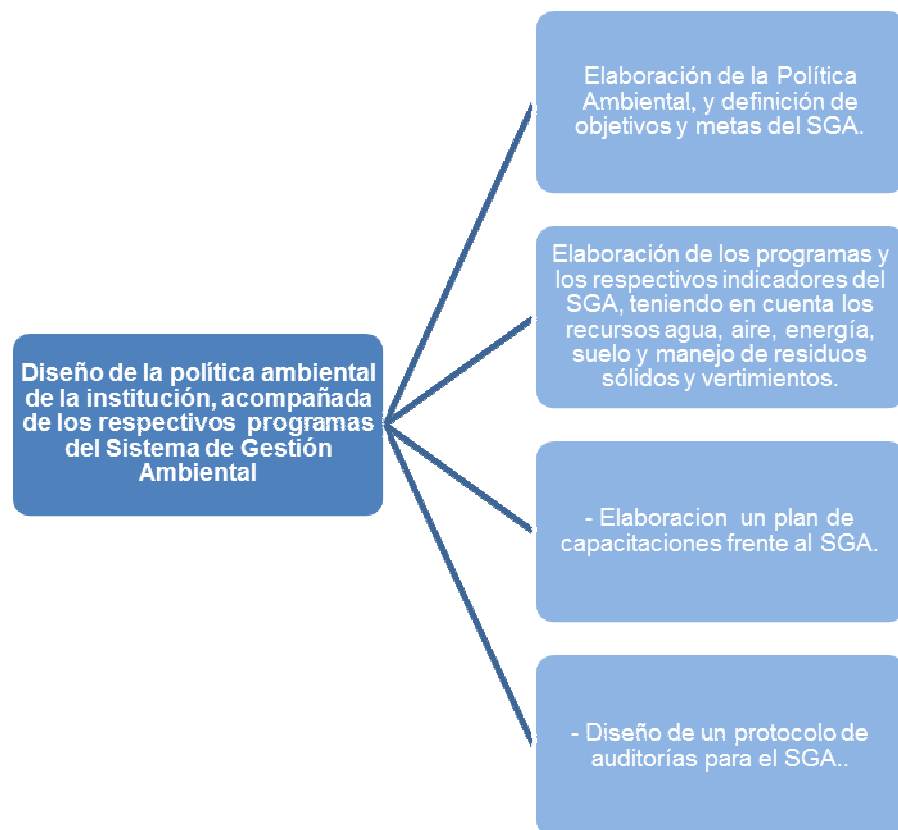 Diseño de la política ambiental
de la institución, acompañada
de los respectivos programas
del Sistema de Gestión
Ambiental
Elaboración de la Política
Ambiental, y definición de
objetivos y metas del SGA.
Elaboración de los programas y
los respectivos indicadores del
SGA, teniendo en cuenta los
recursos agua, aire, energía,
suelo y manejo de residuos
sólidos y vertimientos.
- Elaboracion un plan de
capacitaciones frente al SGA.
- Diseño de un protocolo de
auditorías para el SGA..